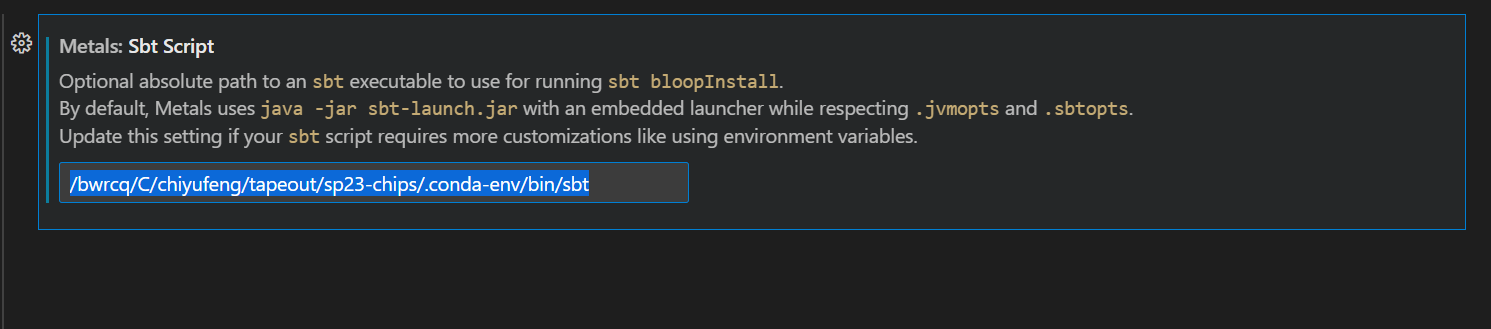 Metals: Sbt Script
Optional absolute path to an sbt executable to use for running sbt bloopInstall.
By default, Metals uses java -jar sbt-launch.jar with an embedded launcher while respecting .jvmopts and .sbtopts.
Update this setting if your sbt script requires more customizations like using environment variables.
/bwrcq/C/chiyufeng/tapeout/sp23-chips/.conda-env/bin/sbt